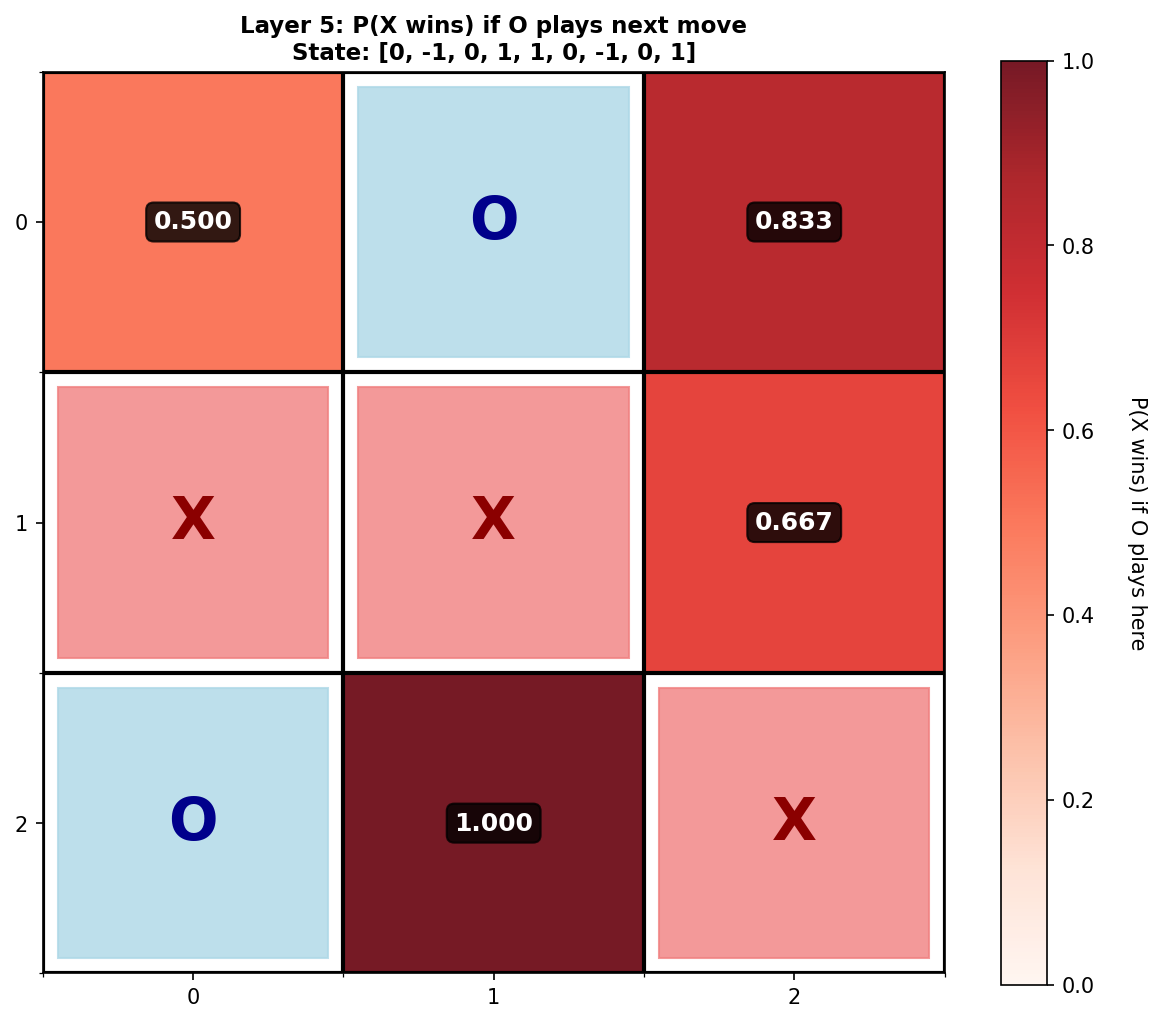 Layer 5: P(X wins) if O plays next move
State: [0, -1, 0, 1, 1, 0, -1, 0, 1]
0.500
O
0.833
X
X
0.667
O
1.000
X
0
1
2
0
1
2
1.0
0.8
0.6
0.4
0.2
0.0
P(X wins) if O plays here